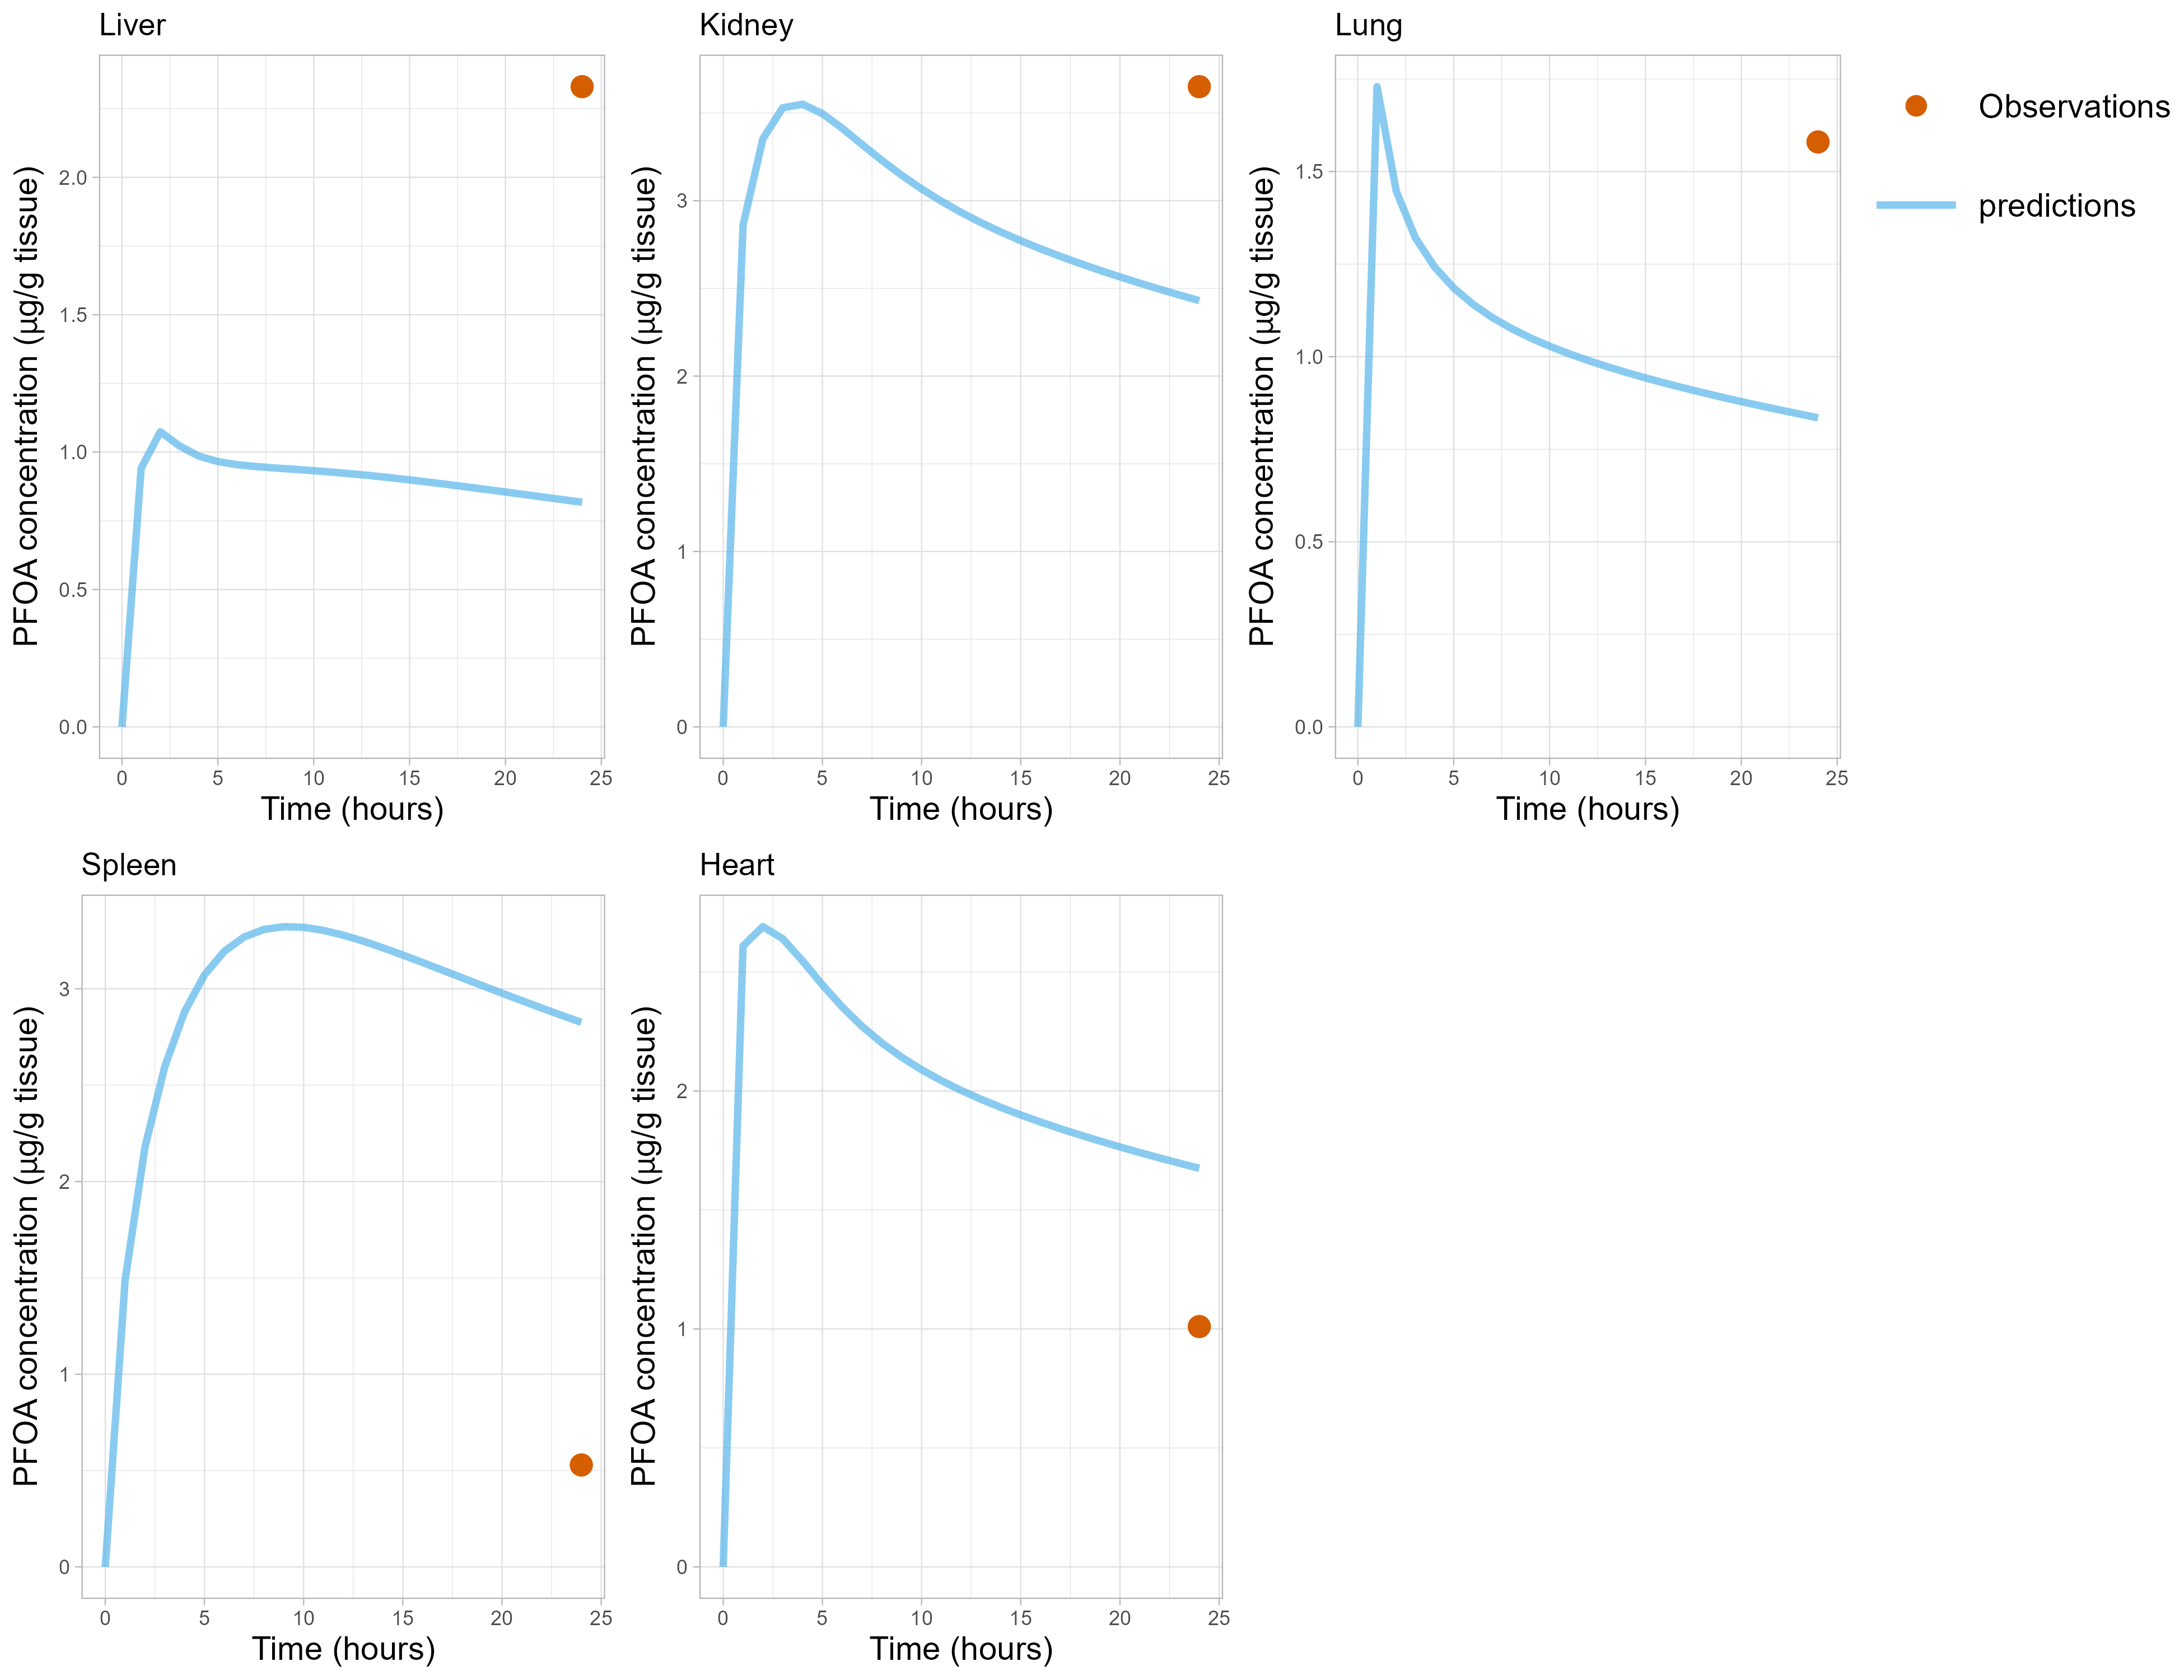 Liver
PFOA concentration (µg/g tissue)
2.0
1.5
1.0
0.5
0.0
0 5 10 15 20 25
Time (hours)
Kidney
PFOA concentration (µg/g tissue)
3
2
1
0
0 5 10 15 20 25
Time (hours)
Lung
PFOA concentration (µg/g tissue)
1.5
1.0
0.5
0.0
0 5 10 15 20 25
Time (hours)
Observations
predictions
Spleen
PFOA concentration (µg/g tissue)
3
2
1
0
0 5 10 15 20 25
Time (hours)
Heart
PFOA concentration (µg/g tissue)
2
1
0
0 5 10 15 20 25
Time (hours)